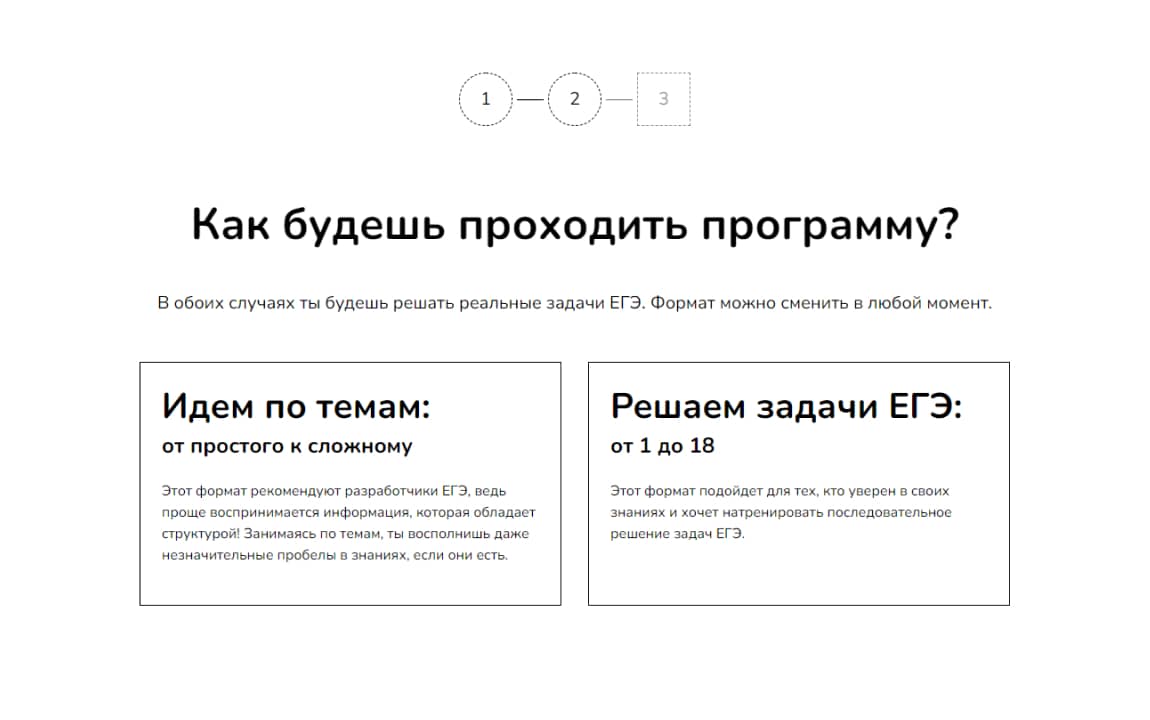 1
2
3
Как будешь проходить программу?
В обоих случаях ты будешь решать реальные задачи ЕГЭ. Формат можно сменить в любой момент.
Идем по темам:
от простого к сложному
Этот формат рекомендуют разработчики ЕГЭ, ведь
проще воспринимается информация, которая обладает
структурой! Занимаясь по темам, ты восполнишь даже
незначительные пробелы в знаниях, если они есть.
Решаем задачи ЕГЭ:
от 1 до 18
Этот формат подойдет для тех, кто уверен в своих
знаниях и хочет натренировать последовательное
решение задач ЕГЭ.